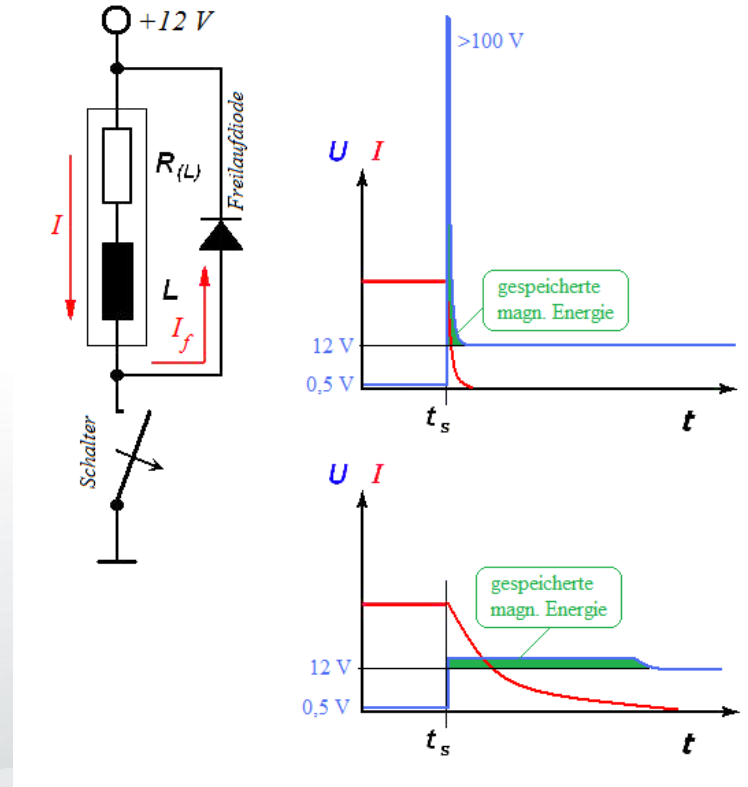 +12 V
Freilaufdiode
R(L)
I
L
If
Schalter
>100 V
U I
gespeicherte
magn. Energie
12 V
0,5 V
ts
t
U I
gespeicherte
magn. Energie
12 V
0,5 V
ts
t